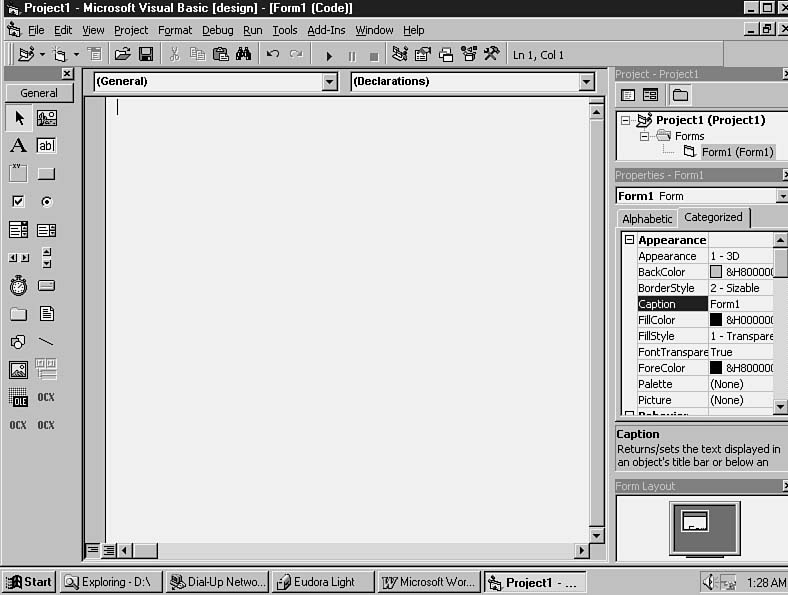 Project1 - Microsoft Visual Basic [design] - [Form1 (Code)]
File Edit View Project Format Debug Run Tools Add-Ins Window Help
Ln 1, Col 1
General
(General) (Declarations)
A ab|
XY
OLE OCX
OCX OCX
Project - Project1
Project1 (Project1)
Forms
Form1 (Form1)
Properties - Form1
Form1 Form
Alphabetic Categorized
Appearance
Appearance 1 - 3D
BackColor &H800000
BorderStyle 2 - Sizable
Caption Form1
FillColor &H000000
FillStyle 1 - Transpare
FontTranspare True
ForeColor &H800000
Palette (None)
Picture (None)
Behavior
Caption
Returns/sets the text displayed in
an object's title bar or below an
Form Layout
Start Exploring - D:\ Dial-Up Netwo... Eudora Light Microsoft Wor... Project1 - ... 1:28 AM